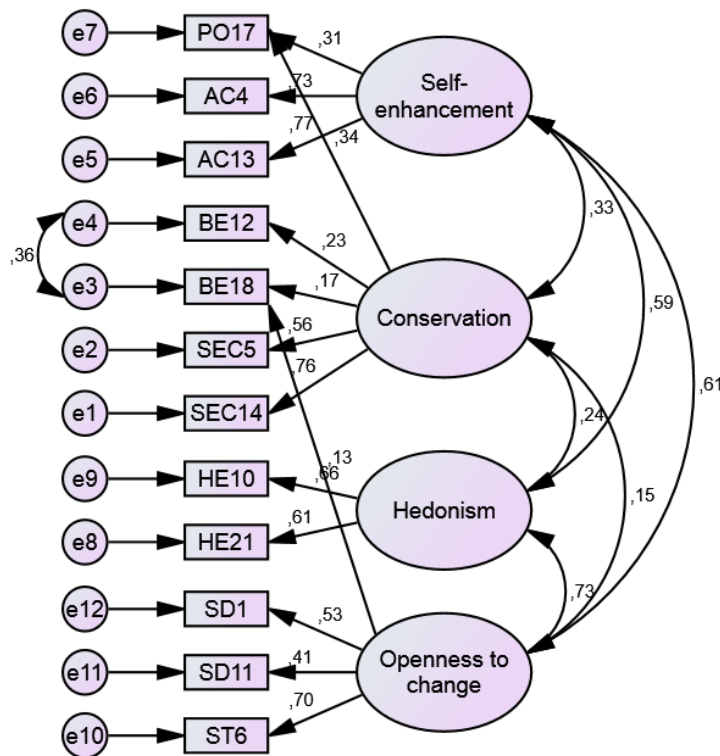 e7
PO17
,31
Self-
enhancement
e6
AC4
,73
e5
AC13
,77
,34
e4
BE12
,23
,33
,36
e3
BE18
,17
Conservation
,59
e2
SEC5
,56
e1
SEC14
,76
,61
,24
e9
HE10
,13
,66
Hedonism
,15
e8
HE21
,61
e12
SD1
,53
,73
e11
SD11
,41
Openness to
change
e10
ST6
,70